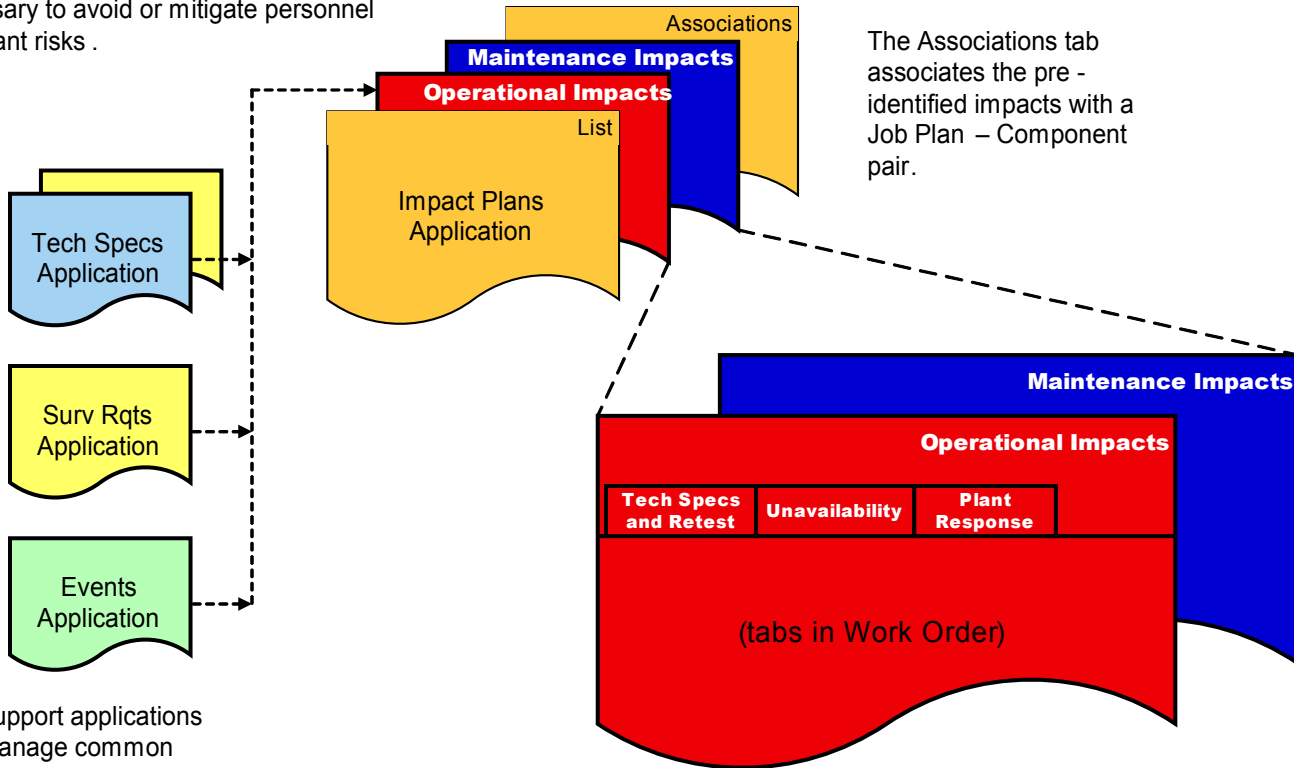 sary to avoid or mitigate personnel
ant risks .
Associations
Maintenance Impacts
Operational Impacts
List
Impact Plans
Application
The Associations tab
associates the pre -
identified impacts with a
Job Plan – Component
pair.
Tech Specs
Application
Surv Rqts
Application
Events
Application
upport applications
anage common
Maintenance Impacts
Operational Impacts
Tech Specs
and Retest
Unavailability
Plant
Response
(tabs in Work Order)